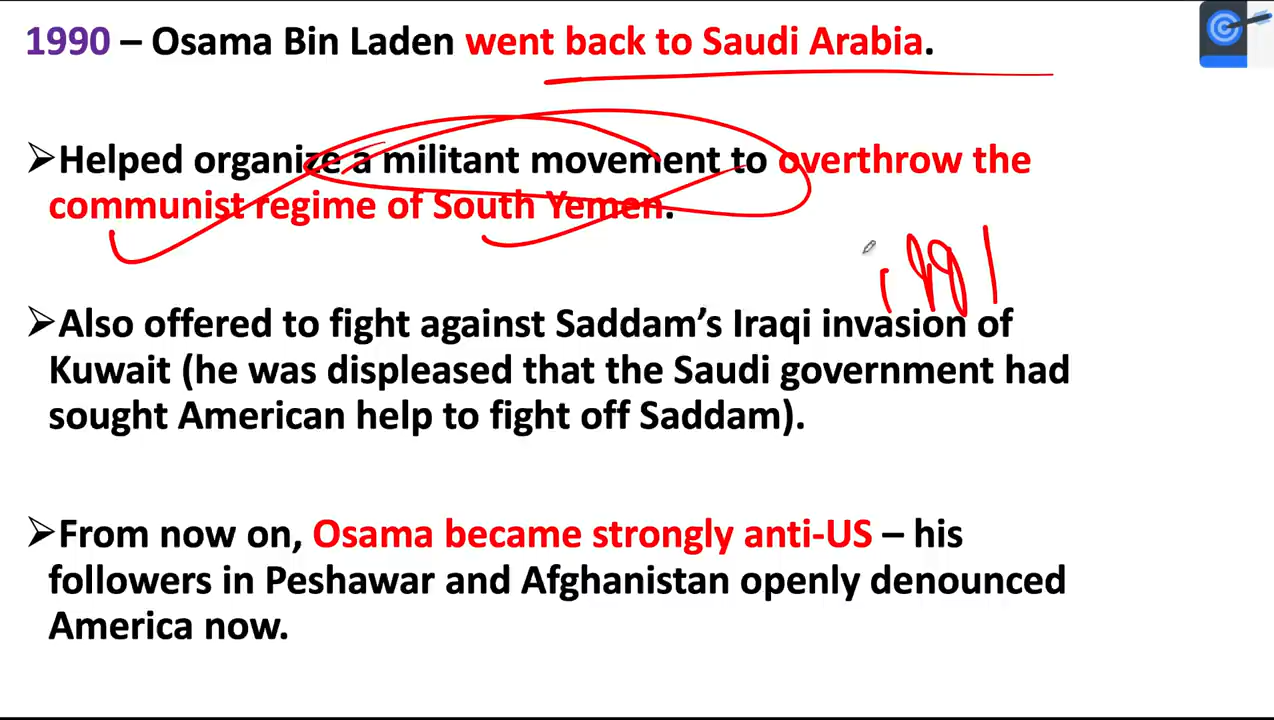 1990 – Osama Bin Laden went back to Saudi Arabia.
➢Helped organize a militant movement to overthrow the
communist regime of South Yemen.
1991
➢Also offered to fight against Saddam’s Iraqi invasion of
Kuwait (he was displeased that the Saudi government had
sought American help to fight off Saddam).
➢From now on, Osama became strongly anti-US – his
followers in Peshawar and Afghanistan openly denounced
America now.